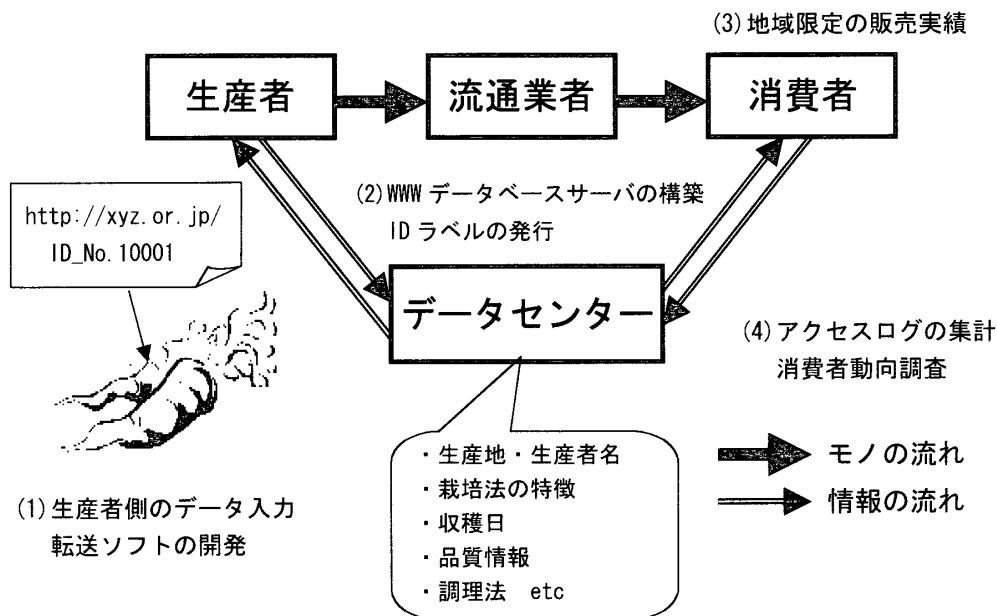 (3)地域限定の販売実績
生産者
流通業者
消費者
(2)WWWデータベースサーバの構築
IDラベルの発行
http://xyz.or.jp/
ID_No.10001
データセンター
(4)アクセスログの集計
消費者動向調査
・生産地・生産者名
・栽培法の特徴
・収穫日
・品質情報
・調理法 etc
モノの流れ
情報の流れ
(1)生産者側のデータ入力
転送ソフトの開発